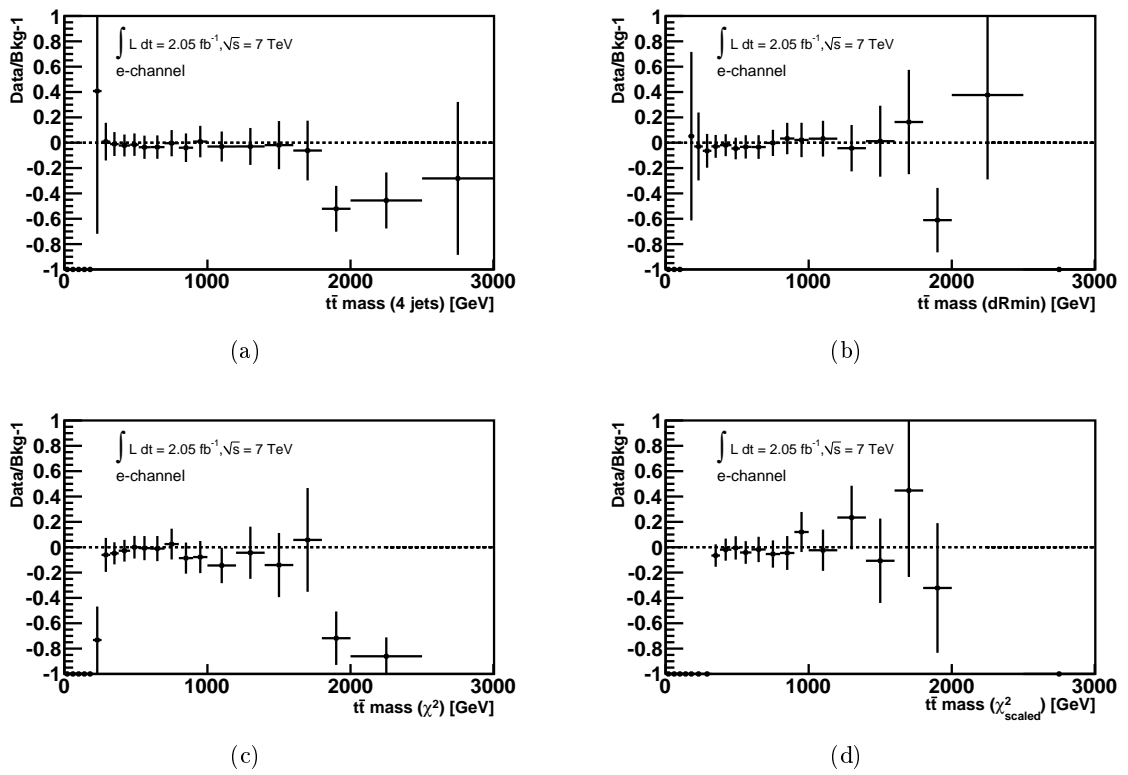 Data/Bkg-1
1
0.8
0.6
0.4
0.2
0
-0.2
-0.4
-0.6
-0.8
-1
∫ L dt = 2.05 fb⁻¹,√s = 7 TeV
e-channel
0 1000 2000 3000
tt̄ mass (4 jets) [GeV]
(a)
Data/Bkg-1
1
0.8
0.6
0.4
0.2
0
-0.2
-0.4
-0.6
-0.8
-1
∫ L dt = 2.05 fb⁻¹,√s = 7 TeV
e-channel
0 1000 2000 3000
tt̄ mass (dRmin) [GeV]
(b)
Data/Bkg-1
1
0.8
0.6
0.4
0.2
0
-0.2
-0.4
-0.6
-0.8
-1
∫ L dt = 2.05 fb⁻¹,√s = 7 TeV
e-channel
0 1000 2000 3000
tt̄ mass (χ²) [GeV]
(c)
Data/Bkg-1
1
0.8
0.6
0.4
0.2
0
-0.2
-0.4
-0.6
-0.8
-1
∫ L dt = 2.05 fb⁻¹,√s = 7 TeV
e-channel
0 1000 2000 3000
tt̄ mass (χ²scaled) [GeV]
(d)